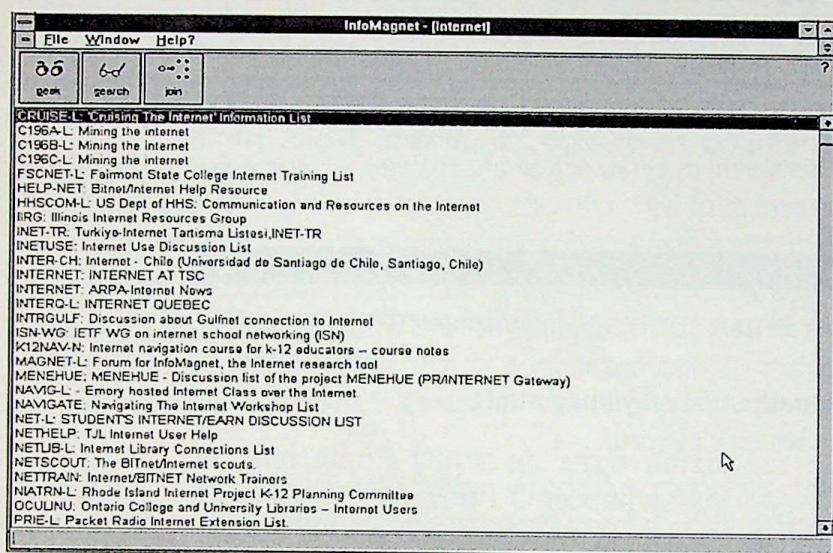 InfoMagnet - [Internet]
File Window Help?
?
geek search join
CRUISE-L: 'Cruising The Internet' Information List
C196A-L: Mining the internet
C196B-L: Mining the internet
C196C-L: Mining the internet
FSCNET-L: Fairmont State College Internet Training List
HELP-NET: Bitnet/Internet Help Resource
HHSCOM-L: US Dept of HHS: Communication and Resources on the Internet
IIRG: Illinois Internet Resources Group
INET-TR: Turkiye-Internet Tartisma Listesi,INET-TR
INETUSE: Internet Use Discussion List
INTER-CH: Internet - Chile (Universidad de Santiago de Chile, Santiago, Chile)
INTERNET: INTERNET AT TSC
INTERNET: ARPA-Internet News
INTERQ-L: INTERNET QUEBEC
INTRGULF: Discussion about Gulfnet connection to Internet
ISN-WG: IETF WG on internet school networking (ISN)
K12NAV-N: Internet navigation course for k-12 educators -- course notes
MAGNET-L: Forum for InfoMagnet, the Internet research tool
MENEHUE: MENEHUE - Discussion list of the project MENEHUE (PR/INTERNET Gateway)
NAVIG-L: - Emory hosted Internet Class over the Internet.
NAVIGATE: Navigating The Internet Workshop List
NET-L: STUDENT'S INTERNET/EARN DISCUSSION LIST
NETHELP: TJL Internet User Help
NETLIB-L: Internet Library Connections List
NETSCOUT: The BITnet/Internet scouts.
NETTRAIN: Internet/BITNET Network Trainers
NIATRN-L: Rhode Island Internet Project K-12 Planning Committee
OCULINU: Ontario College and University Libraries -- Internet Users
PRIE-L: Packet Radio Internet Extension List.